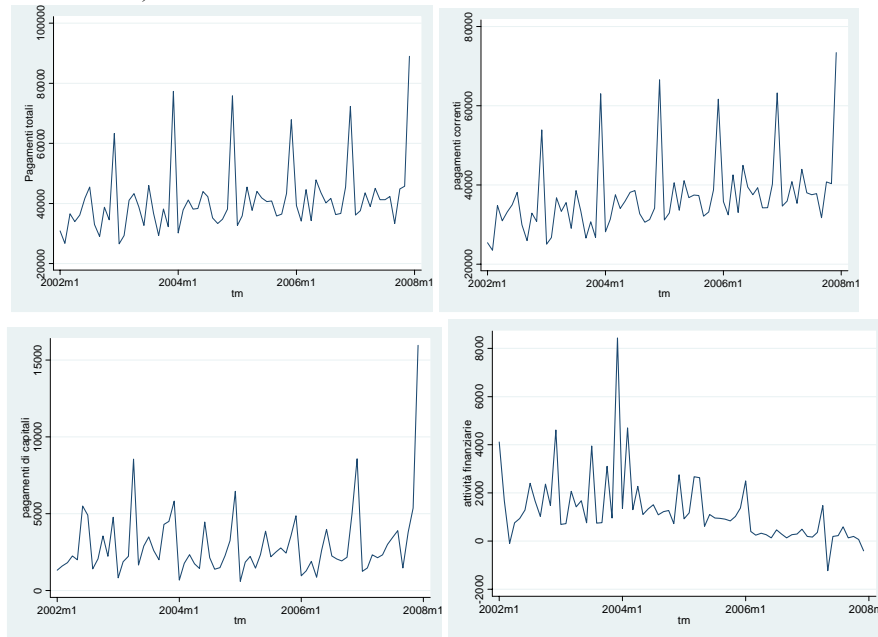 Pagamenti totali
100000
80000
60000
40000
20000
2002m1 2004m1 2006m1 2008m1
tm
pagamenti correnti
80000
60000
40000
20000
2002m1 2004m1 2006m1 2008m1
tm
pagamenti di capitali
15000
10000
5000
0
2002m1 2004m1 2006m1 2008m1
tm
attività finanziarie
8000
6000
4000
2000
0
-2000
2002m1 2004m1 2006m1
tm